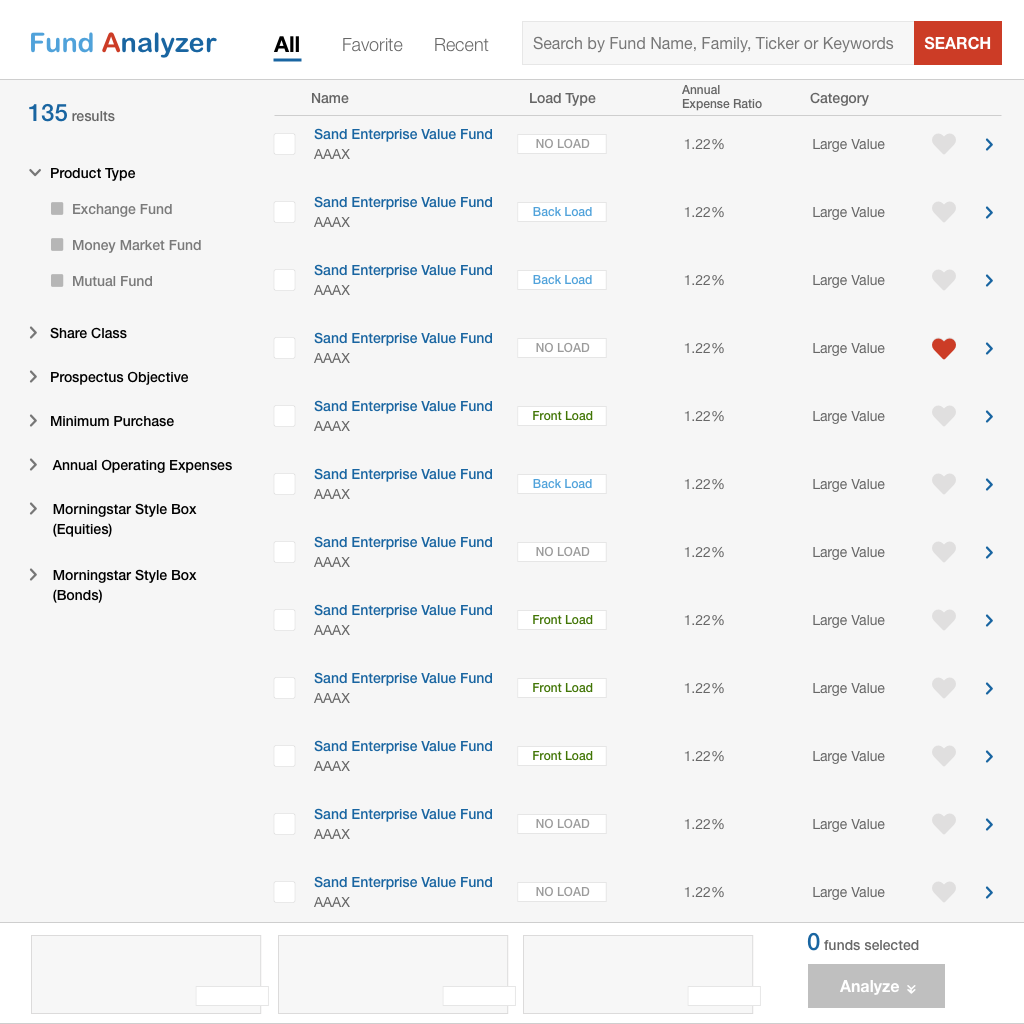 Fund Analyzer
All
Favorite
Recent
Search by Fund Name, Family, Ticker or Keywords
SEARCH
135 results
Product Type
Exchange Fund
Money Market Fund
Mutual Fund
Share Class
Prospectus Objective
Minimum Purchase
Annual Operating Expenses
Morningstar Style Box
(Equities)
Morningstar Style Box
(Bonds)
Name
Load Type
Annual
Expense Ratio
Category
Sand Enterprise Value Fund
AAAX
NO LOAD
1.22%
Large Value
Sand Enterprise Value Fund
AAAX
Back Load
1.22%
Large Value
Sand Enterprise Value Fund
AAAX
Back Load
1.22%
Large Value
Sand Enterprise Value Fund
AAAX
NO LOAD
1.22%
Large Value
Sand Enterprise Value Fund
AAAX
Front Load
1.22%
Large Value
Sand Enterprise Value Fund
AAAX
Back Load
1.22%
Large Value
Sand Enterprise Value Fund
AAAX
NO LOAD
1.22%
Large Value
Sand Enterprise Value Fund
AAAX
Front Load
1.22%
Large Value
Sand Enterprise Value Fund
AAAX
Front Load
1.22%
Large Value
Sand Enterprise Value Fund
AAAX
Front Load
1.22%
Large Value
Sand Enterprise Value Fund
AAAX
NO LOAD
1.22%
Large Value
Sand Enterprise Value Fund
AAAX
NO LOAD
1.22%
Large Value
0 funds selected
Analyze